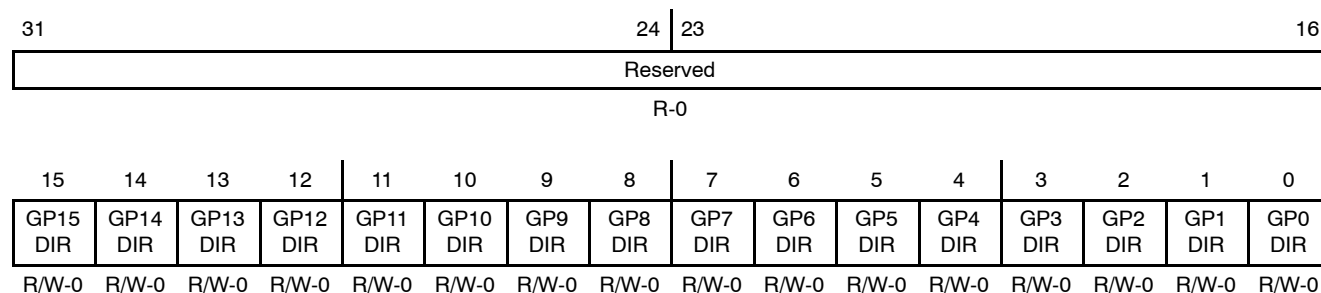 31 24 23 16
Reserved
R-0
15 14 13 12 11 10 9 8 7 6 5 4 3 2 1 0
GP15 GP14 GP13 GP12 GP11 GP10 GP9 GP8 GP7 GP6 GP5 GP4 GP3 GP2 GP1 GP0
DIR DIR DIR DIR DIR DIR DIR DIR DIR DIR DIR DIR DIR DIR DIR DIR
R/W-0 R/W-0 R/W-0 R/W-0 R/W-0 R/W-0 R/W-0 R/W-0 R/W-0 R/W-0 R/W-0 R/W-0 R/W-0 R/W-0 R/W-0 R/W-0